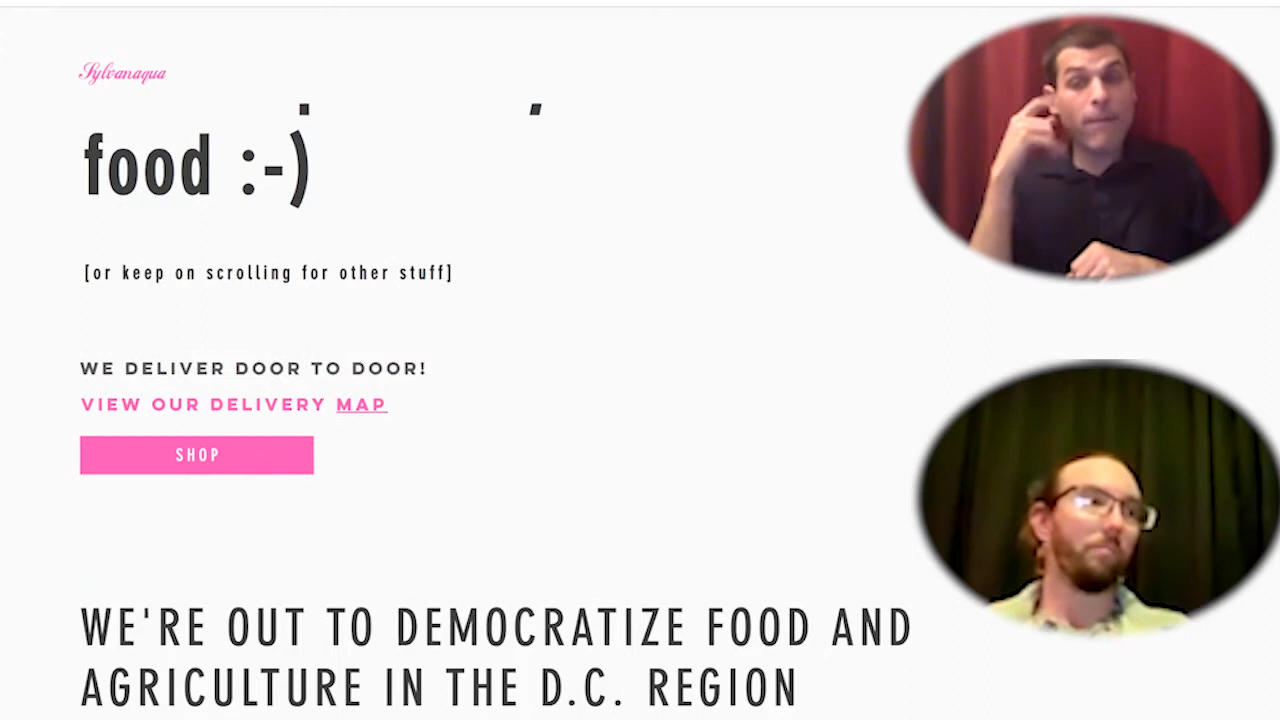 Sylvanaqua
food :-)
[or keep on scrolling for other stuff]
WE DELIVER DOOR TO DOOR!
VIEW OUR DELIVERY MAP
SHOP
WE'RE OUT TO DEMOCRATIZE FOOD AND
AGRICULTURE IN THE D.C. REGION